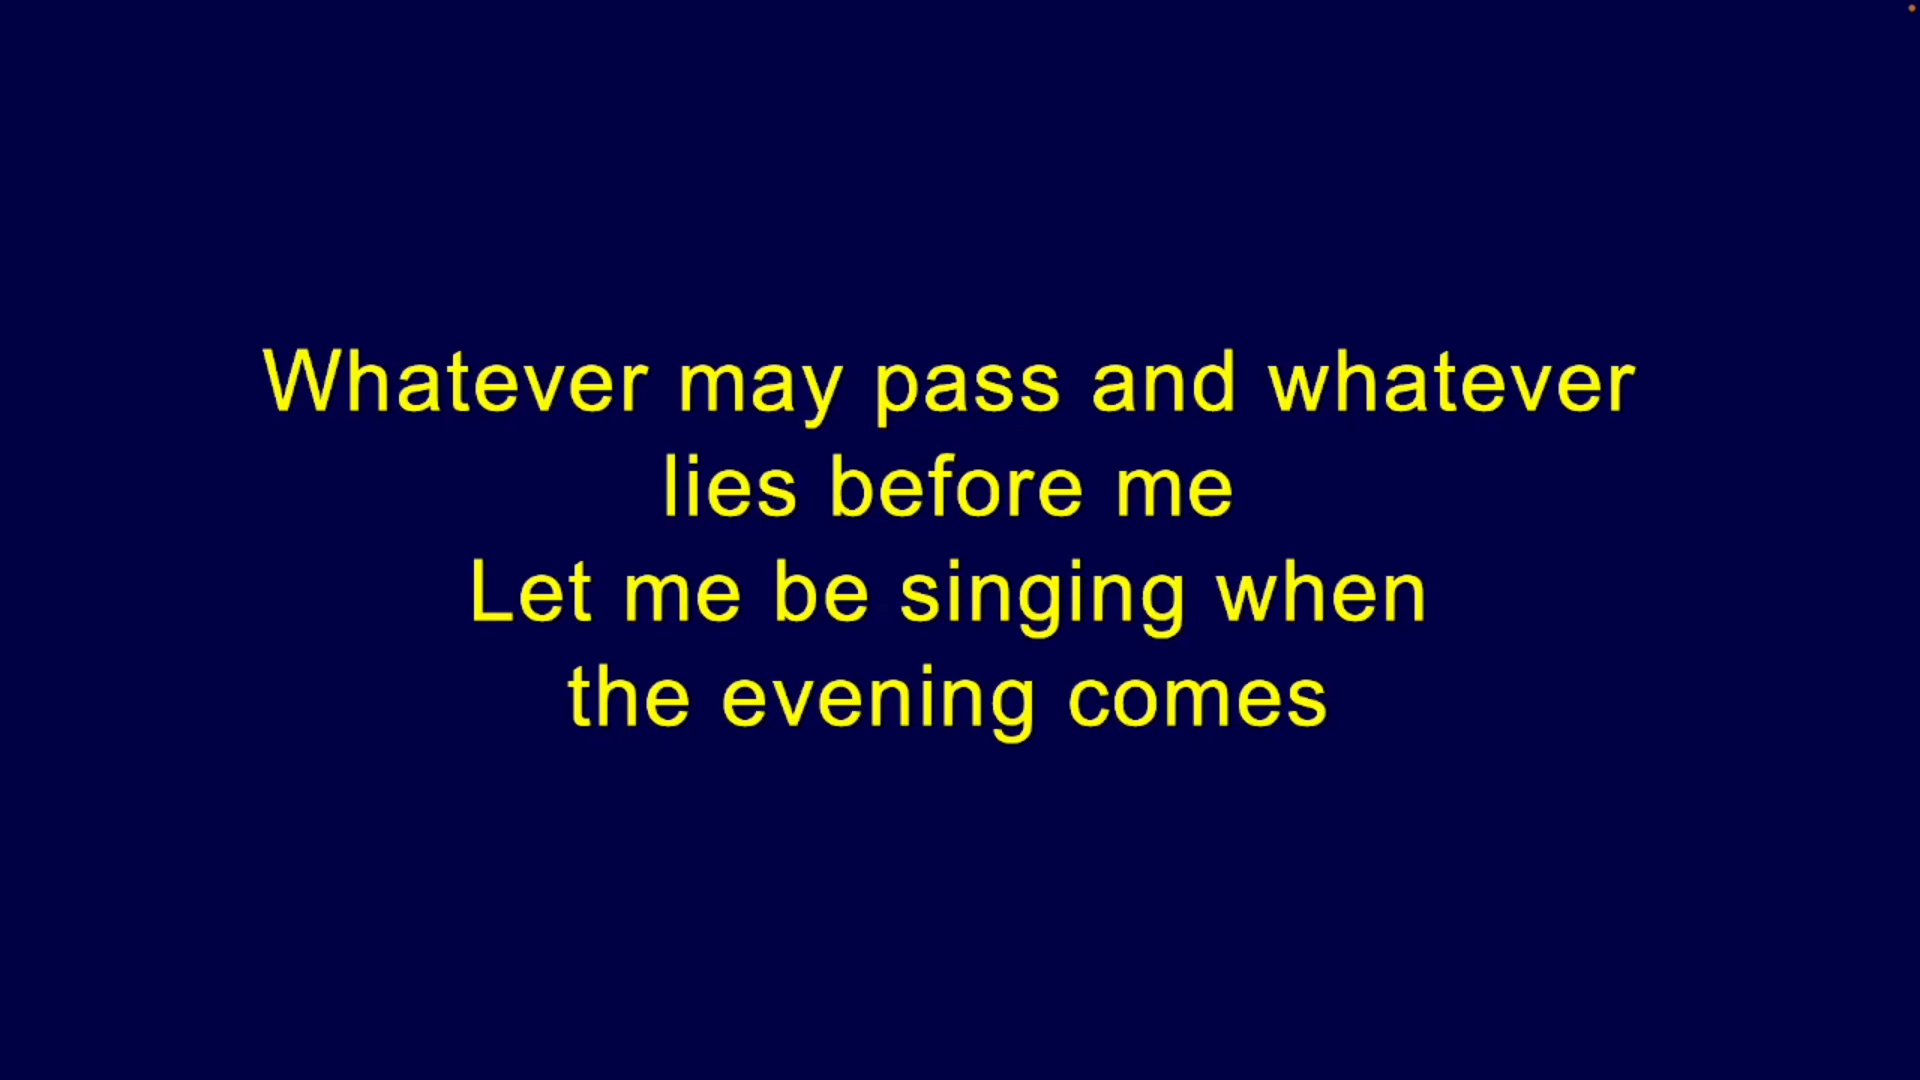 Whatever may pass and whatever
lies before me
Let me be singing when
the evening comes